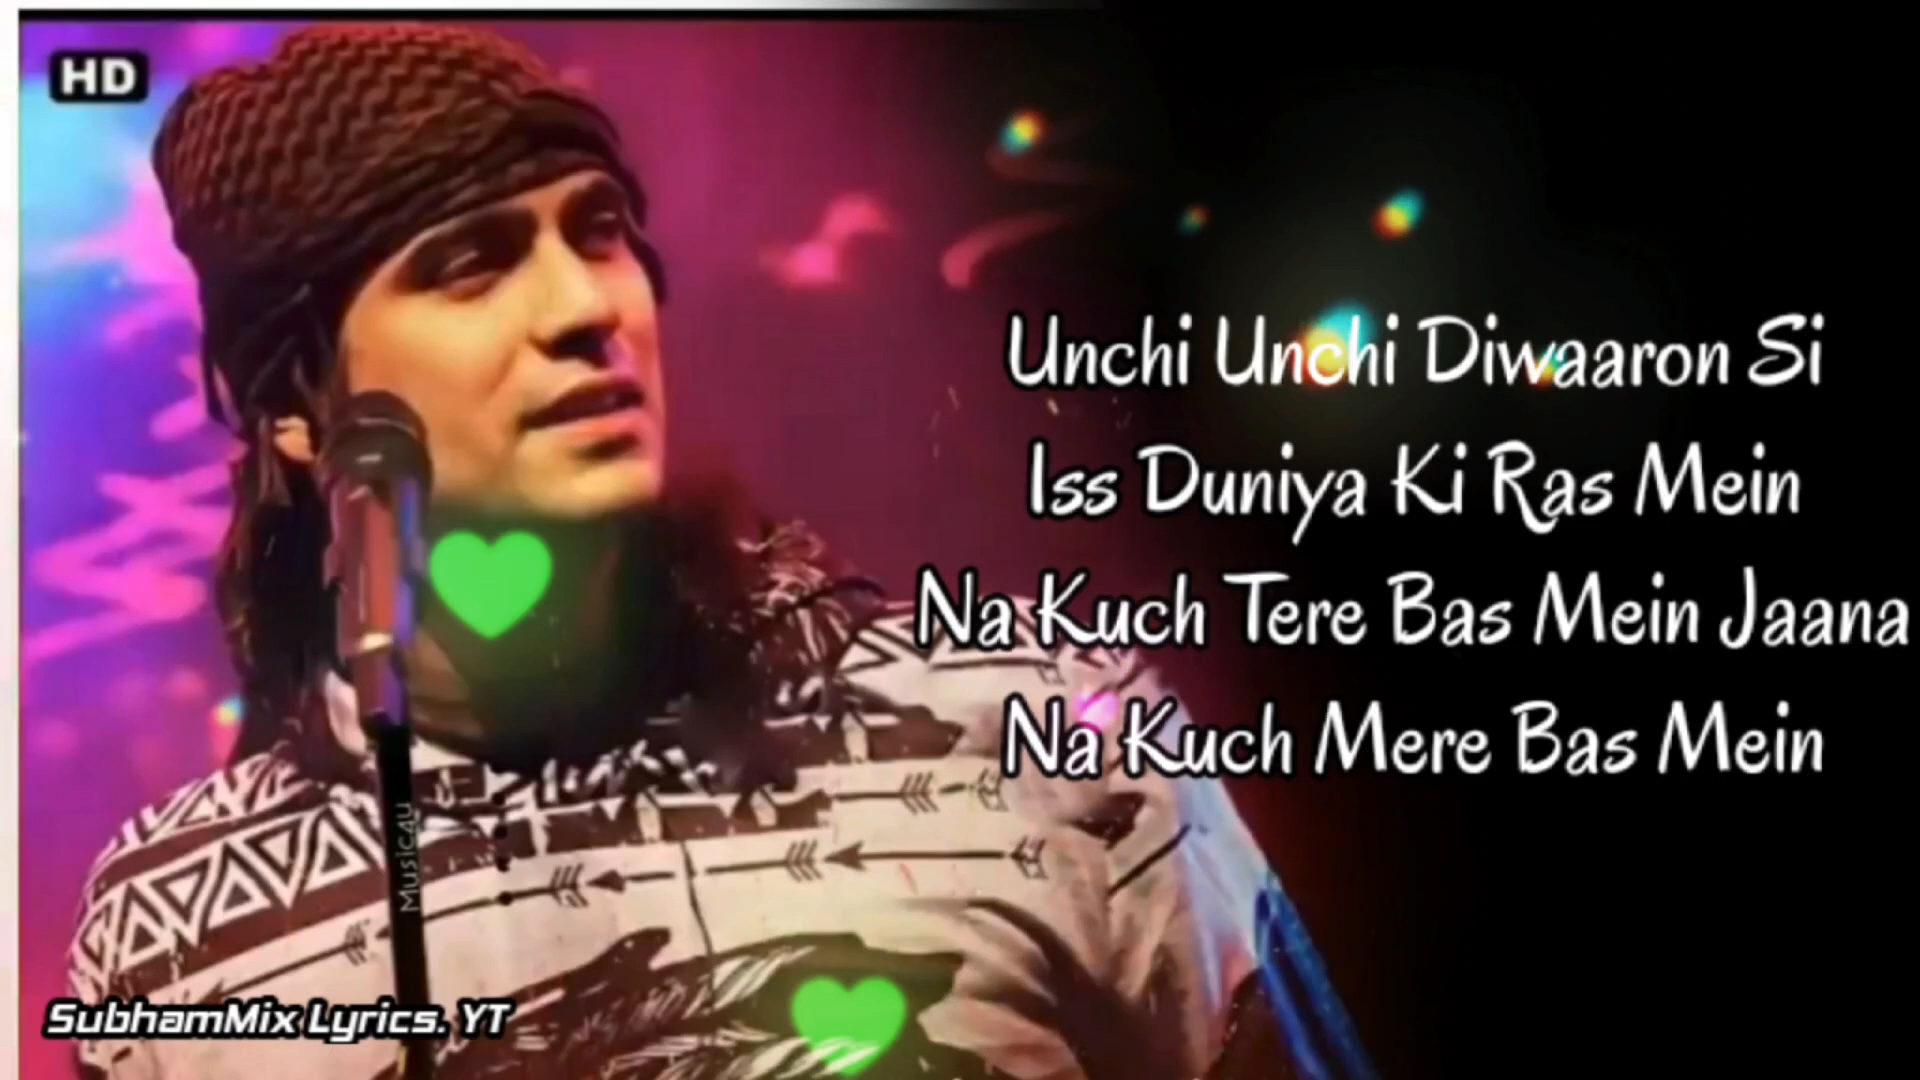 HD
Unchi Unchi Diwaaron Si
Iss Duniya Ki Ras Mein
Na Kuch Tere Bas Mein Jaana
Na Kuch Mere Bas Mein
Music4U
SubhamMix Lyrics. YT